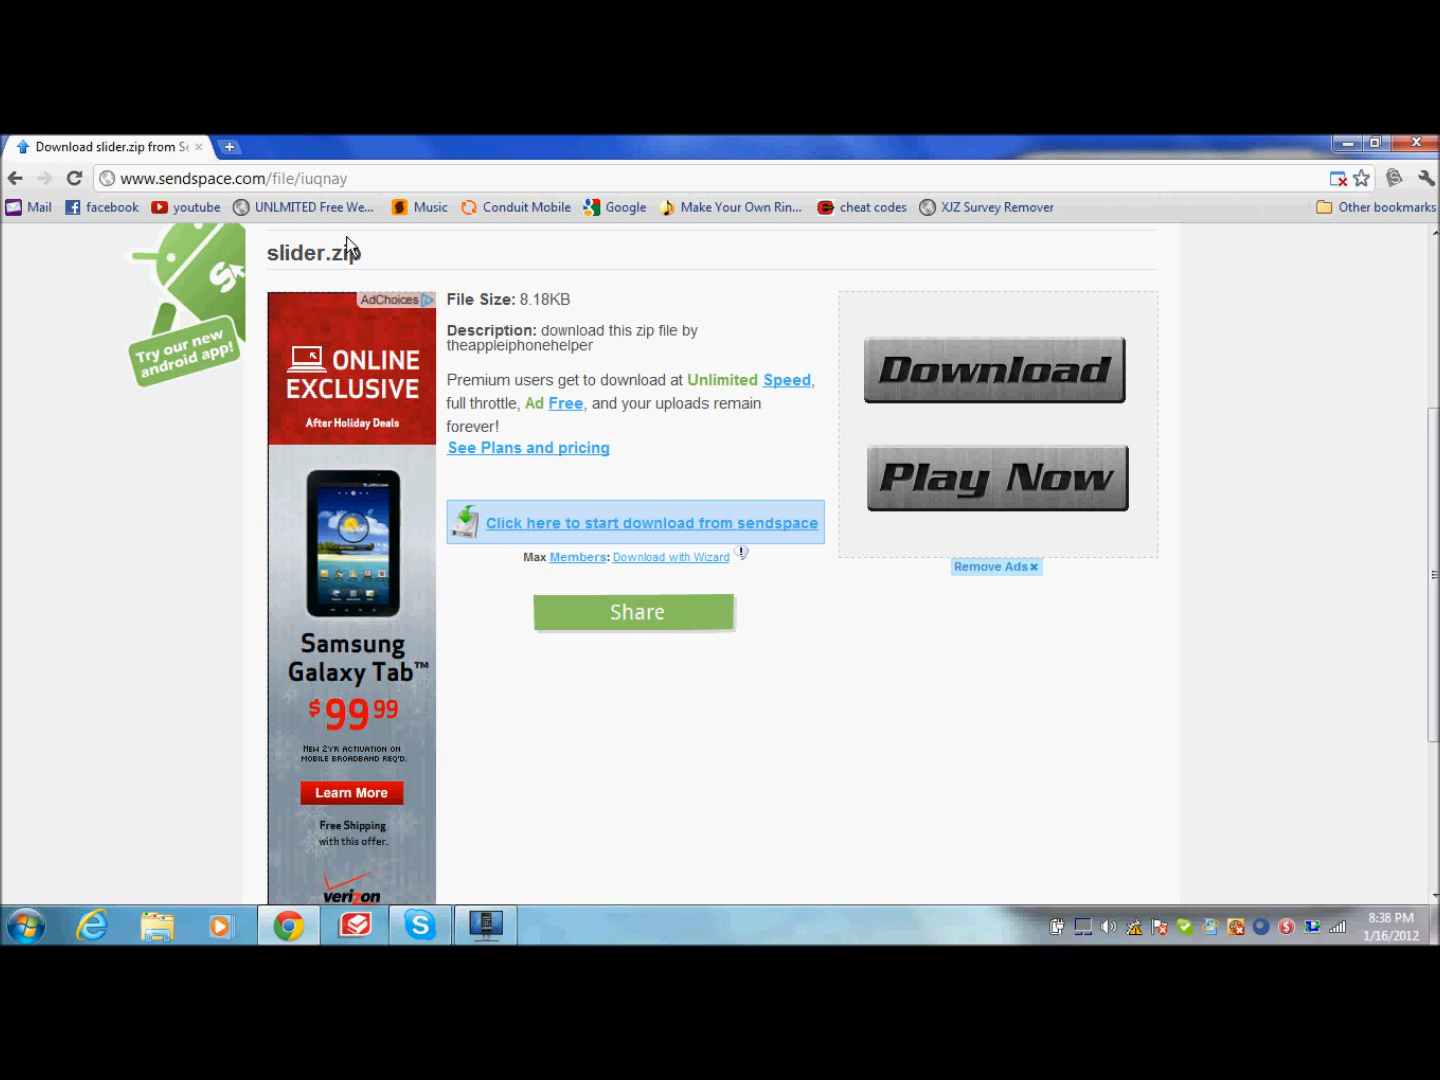 Download slider.zip from Se
www.sendspace.com/file/iuqnay
Mail
facebook
youtube
UNLMITED Free We...
Music
Conduit Mobile
Google
Make Your Own Rin...
cheat codes
XJZ Survey Remover
Other bookmarks
Try our new
android app!
slider.zip
AdChoices
ONLINE
EXCLUSIVE
After Holiday Deals
Samsung
Galaxy Tab™
$99 99
New 2yr activation on
mobile broadband req'd.
Learn More
Free Shipping
with this offer.
verizon
File Size: 8.18KB
Description: download this zip file by
theappleiphonehelper
Premium users get to download at Unlimited Speed,
full throttle, Ad Free, and your uploads remain
forever!
See Plans and pricing
Click here to start download from sendspace
Max Members: Download with Wizard
Share
Download
Play Now
Remove Ads x
8:38 PM
1/16/2012